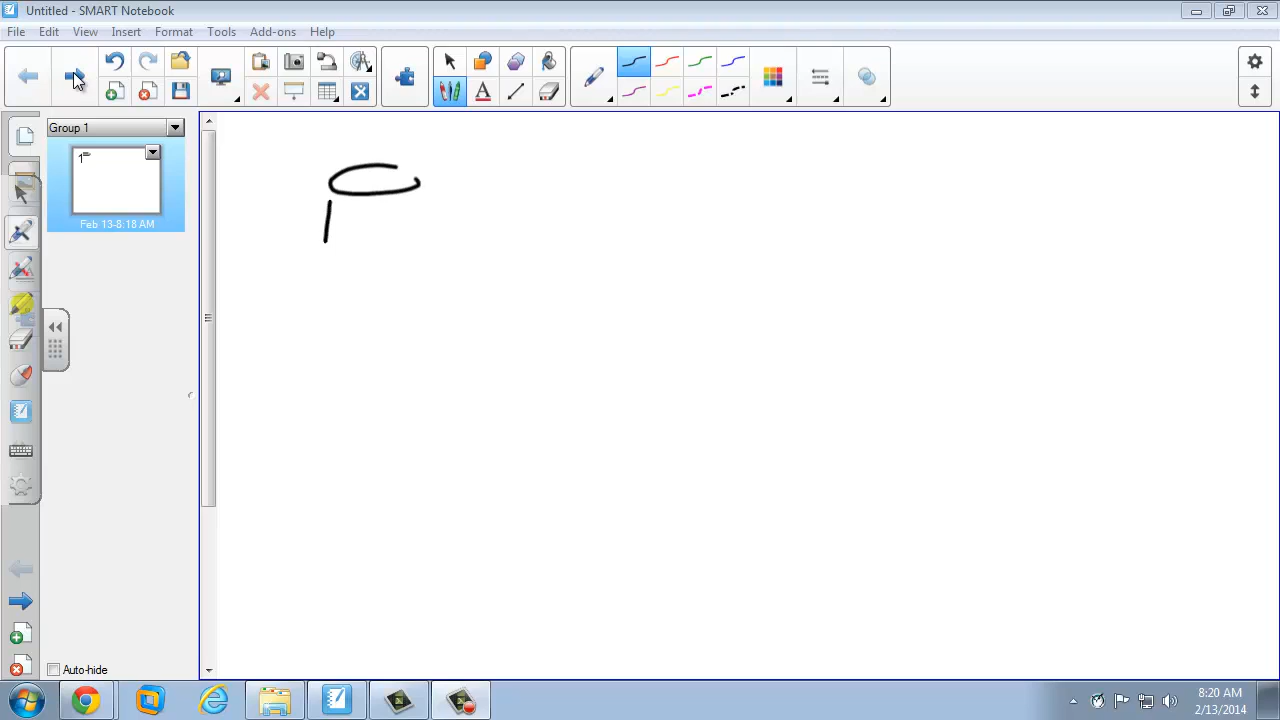 Untitled - SMART Notebook
File Edit View Insert Format Tools Add-ons Help
Group 1
Feb 13-8:18 AM
Auto-hide
8:20 AM
2/13/2014